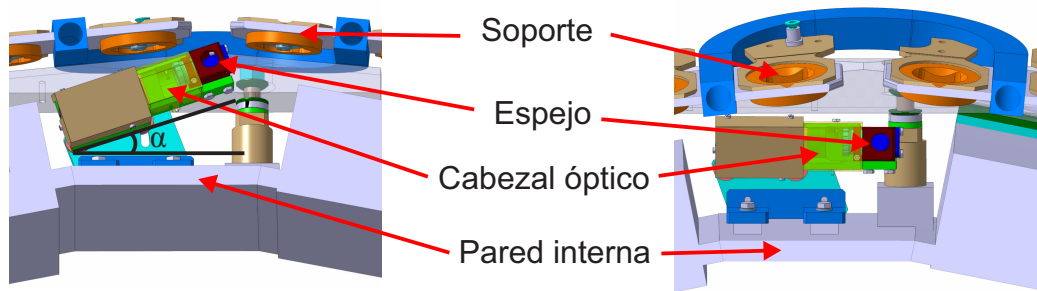 Soporte
Espejo
α
Cabezal óptico
Pared interna